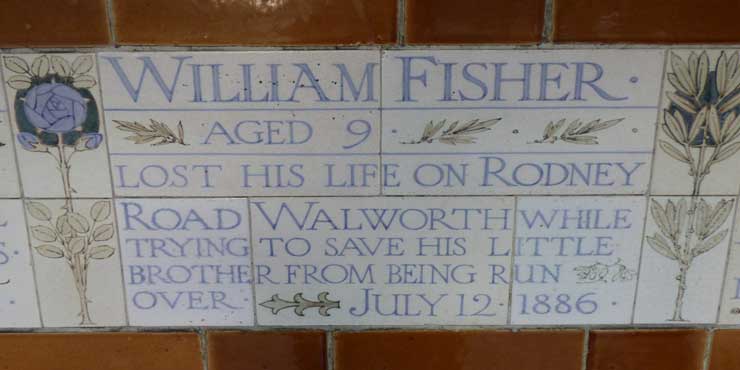 WILLIAM FISHER ·
AGED 9 ·
LOST HIS LIFE ON RODNEY
ROAD WALWORTH WHILE
TRYING TO SAVE HIS LITTLE
BROTHER FROM BEING RUN
OVER · JULY 12 · 1886 ·